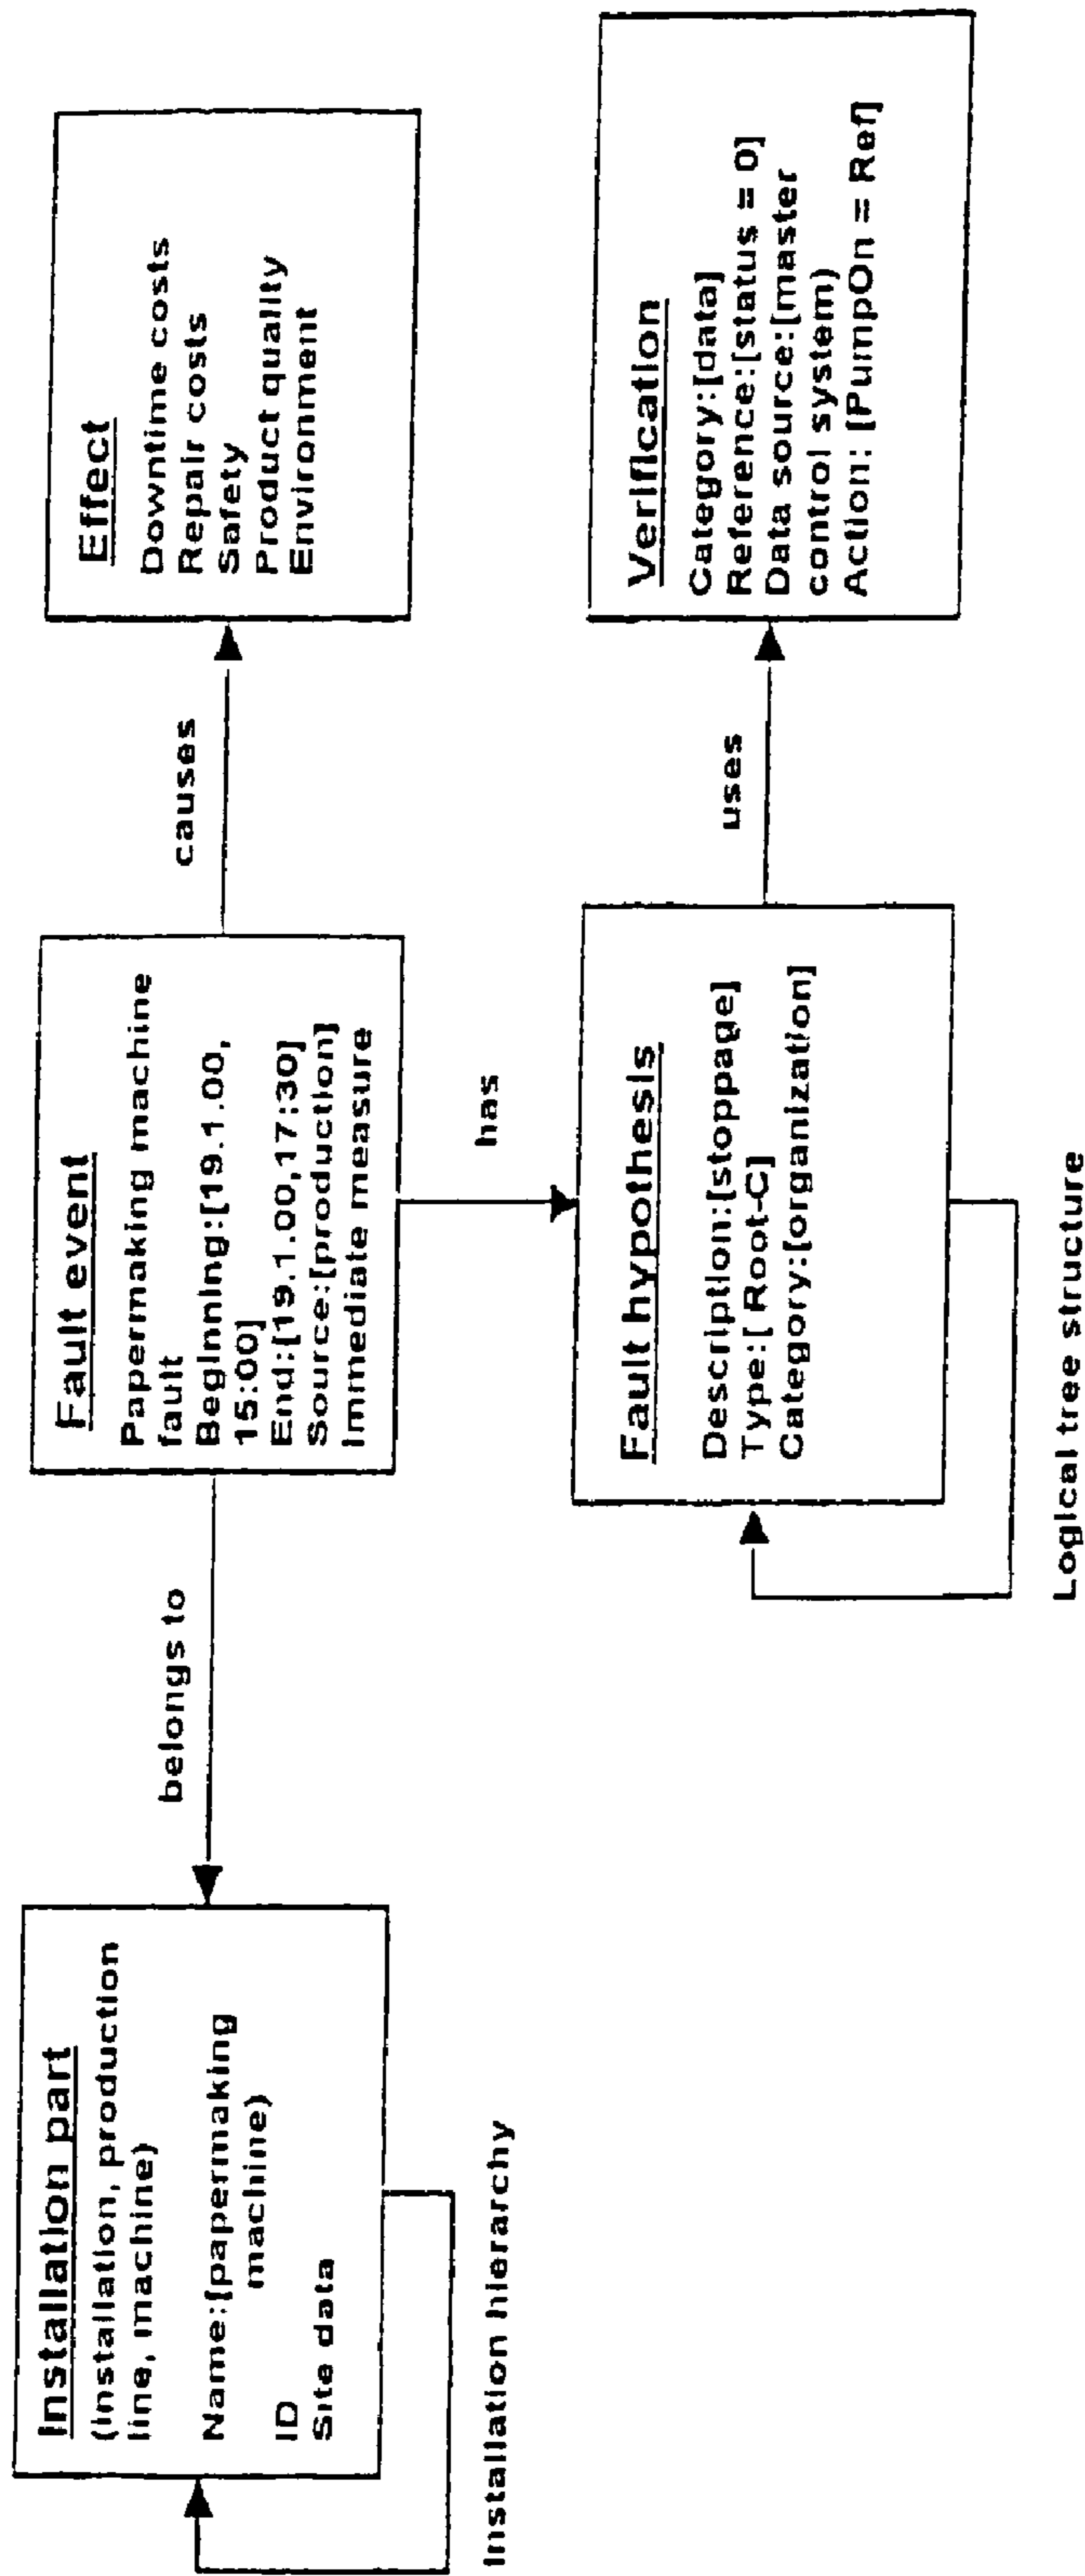 Installation part
(installation, production
line, machine)
Name:[papermaking
machine)
ID
Site data
Installation hierarchy
belongs to
Fault event
Papermaking machine
fault
Beginning:[19.1.00,
15:00]
End:[19.1.00,17:30]
Source:[production]
Immediate measure
causes
Effect
Downtime costs
Repair costs
Safety
Product quality
Environment
has
Fault hypothesis
Description:[stoppage]
Type:[ Root-C]
Category:[organization]
Logical tree structure
uses
Verification
Category:[data]
Reference:[status = 0]
Data source:[master
control system)
Action: [PumpOn = Ref]